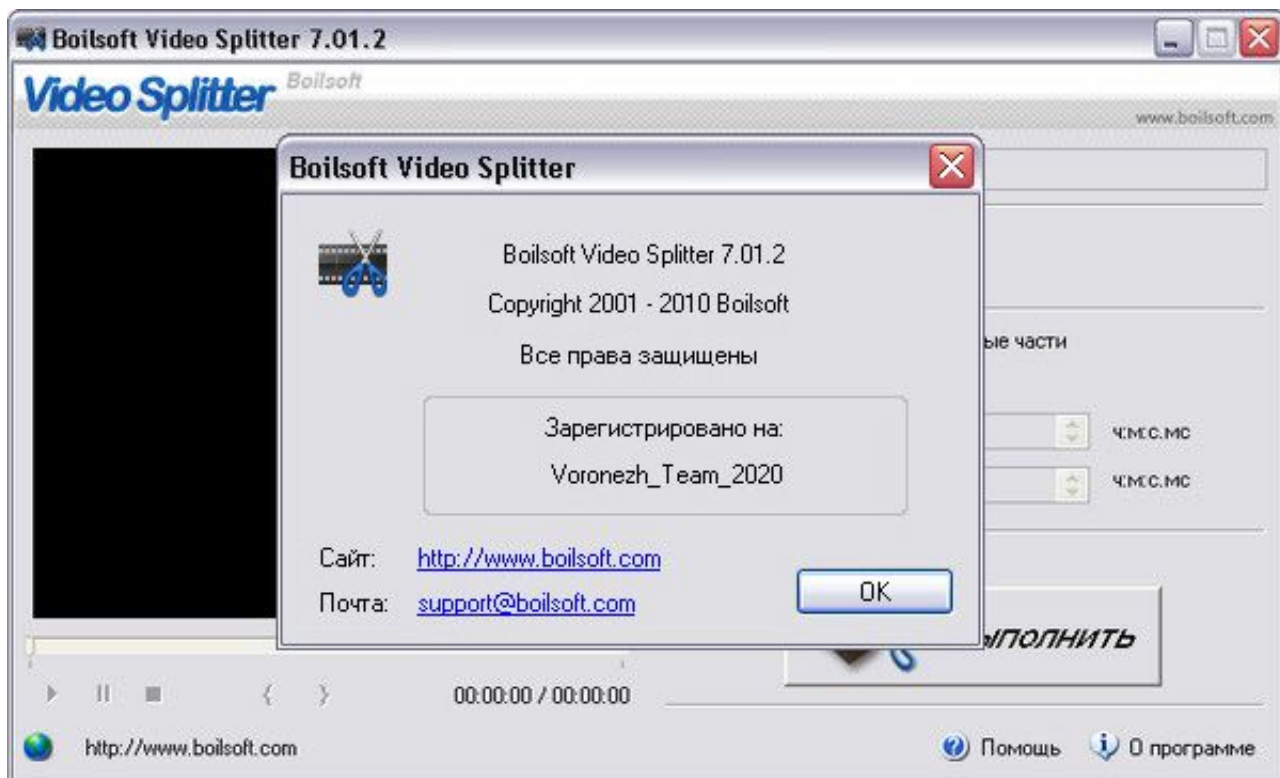 Boilsoft Video Splitter 7.01.2
Video Splitter Boilsoft
www.boilsoft.com
Boilsoft Video Splitter
Boilsoft Video Splitter 7.01.2
Copyright 2001 - 2010 Boilsoft
Все права защищены
ые части
Зарегистрировано на:
ч:м:с.мс
Voronezh_Team_2020
ч:м:с.мс
Сайт: http://www.boilsoft.com
OK
Почта: support@boilsoft.com
ыполнить
00:00:00 / 00:00:00
http://www.boilsoft.com
Помощь
О программе